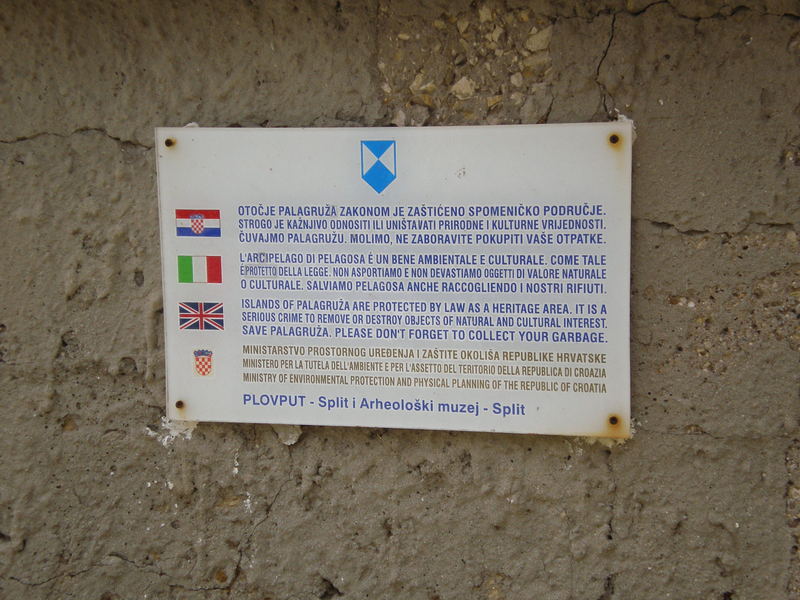 OTOČJE PALAGRUŽA ZAKONOM JE ZAŠTIĆENO SPOMENIČKO PODRUČJE.
STROGO JE KAŽNJIVO ODNOSITI ILI UNIŠTAVATI PRIRODNE I KULTURNE VRIJEDNOSTI.
ČUVAJMO PALAGRUŽU. MOLIMO, NE ZABORAVITE POKUPITI VAŠE OTPATKE.
L'ARCIPELAGO DI PELAGOSA È UN BENE AMBIENTALE E CULTURALE. COME TALE
È PROTETTO DELLA LEGGE. NON ASPORTIAMO E NON DEVASTIAMO OGGETTI DI VALORE NATURALE
O CULTURALE. SALVIAMO PELAGOSA ANCHE RACCOGLIENDO I NOSTRI RIFIUTI.
ISLANDS OF PALAGRUŽA ARE PROTECTED BY LAW AS A HERITAGE AREA. IT IS A
SERIOUS CRIME TO REMOVE OR DESTROY OBJECTS OF NATURAL AND CULTURAL INTEREST.
SAVE PALAGRUŽA. PLEASE DON'T FORGET TO COLLECT YOUR GARBAGE.
MINISTARSTVO PROSTORNOG UREĐENJA I ZAŠTITE OKOLIŠA REPUBLIKE HRVATSKE
MINISTERO PER LA TUTELA DELL'AMBIENTE E PER L'ASSETTO DEL TERITORIO DELLA REPUBLICA DI CROAZIA
MINISTRY OF ENVIRONMENTAL PROTECTION AND PHYSICAL PLANNING OF THE REPUBLIC OF CROATIA
PLOVPUT - Split i Arheološki muzej - Split